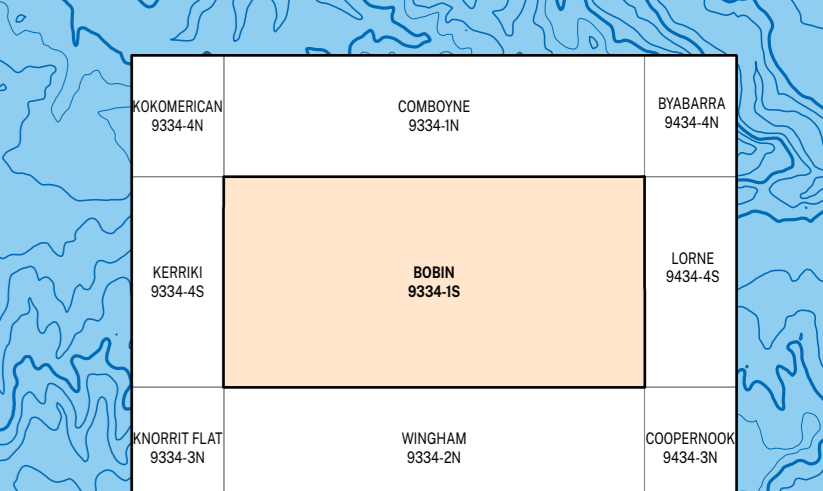 KOKOMERICAN
9334-4N
COMBOYNE
9334-1N
BYABARRA
9434-4N
KERRIKI
9334-4S
BOBIN
9334-1S
LORNE
9434-4S
KNORRIT FLAT
9334-3N
WINGHAM
9334-2N
COOPERNOOK
9434-3N